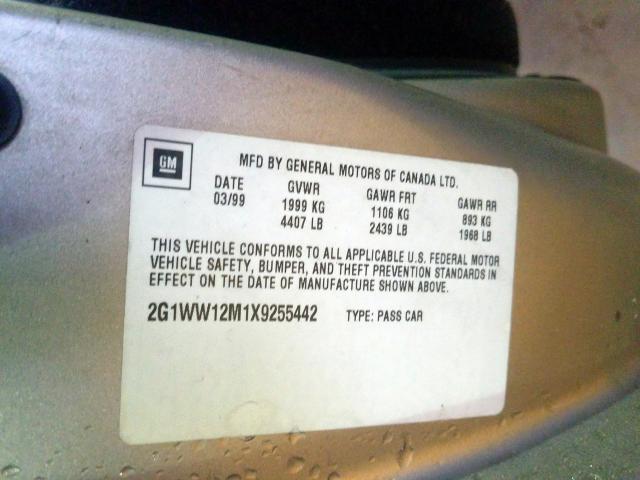 GM
MFD BY GENERAL MOTORS OF CANADA LTD.
DATE GVWR GAWR FRT GAWR RR
03/99 1999 KG 1106 KG 893 KG
4407 LB 2439 LB 1968 LB
THIS VEHICLE CONFORMS TO ALL APPLICABLE U.S. FEDERAL MOTOR
VEHICLE SAFETY, BUMPER, AND THEFT PREVENTION STANDARDS IN
EFFECT ON THE DATE OF MANUFACTURE SHOWN ABOVE.
2G1WW12M1X9255442 TYPE: PASS CAR